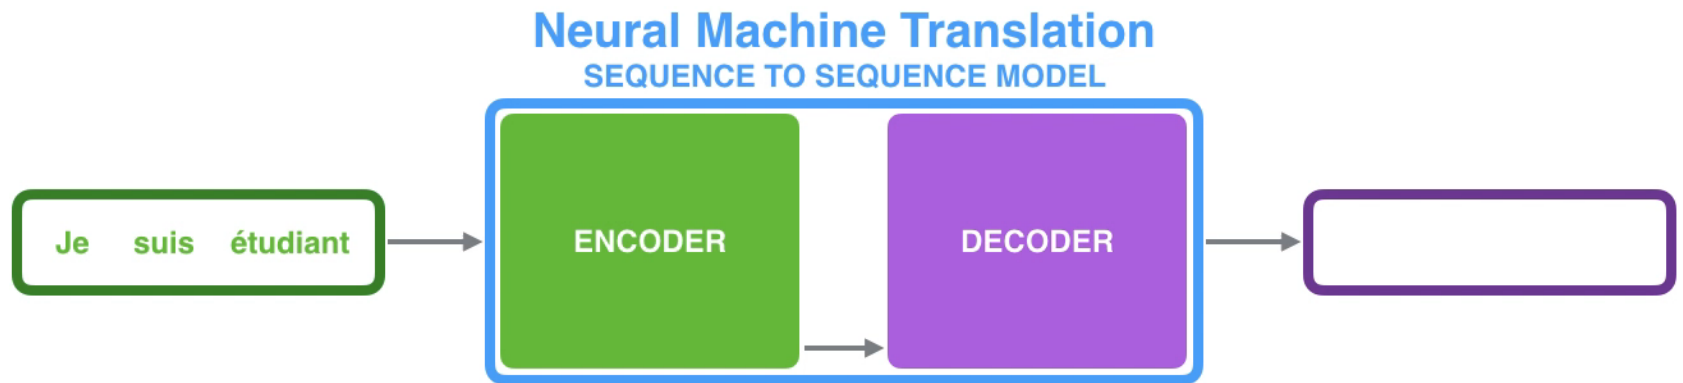 Neural Machine Translation
SEQUENCE TO SEQUENCE MODEL
Je suis étudiant
ENCODER
DECODER